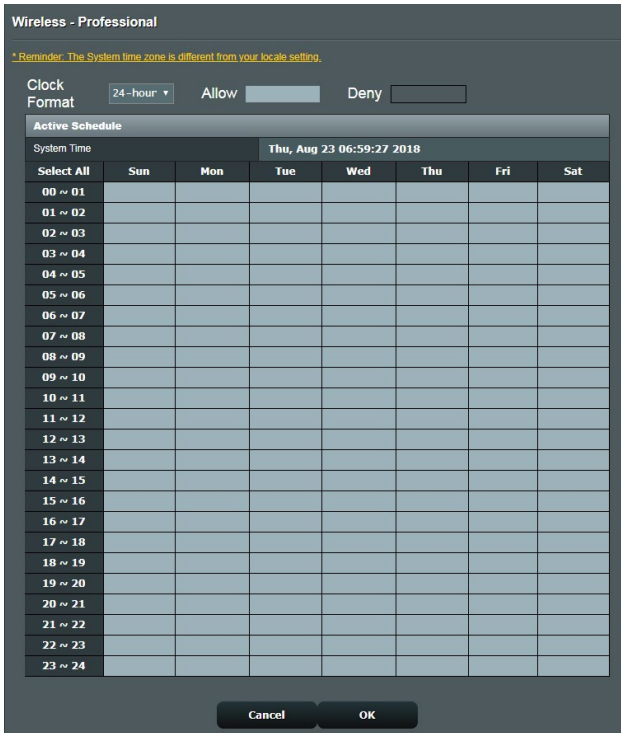 Wireless - Professional
* Reminder: The System time zone is different from your locale setting.
Clock Format 24-hour Allow Deny
Active Schedule
System Time Thu, Aug 23 06:59:27 2018
Select All Sun Mon Tue Wed Thu Fri Sat
00 ~ 01
01 ~ 02
02 ~ 03
03 ~ 04
04 ~ 05
05 ~ 06
06 ~ 07
07 ~ 08
08 ~ 09
09 ~ 10
10 ~ 11
11 ~ 12
12 ~ 13
13 ~ 14
14 ~ 15
15 ~ 16
16 ~ 17
17 ~ 18
18 ~ 19
19 ~ 20
20 ~ 21
21 ~ 22
22 ~ 23
23 ~ 24
Cancel OK